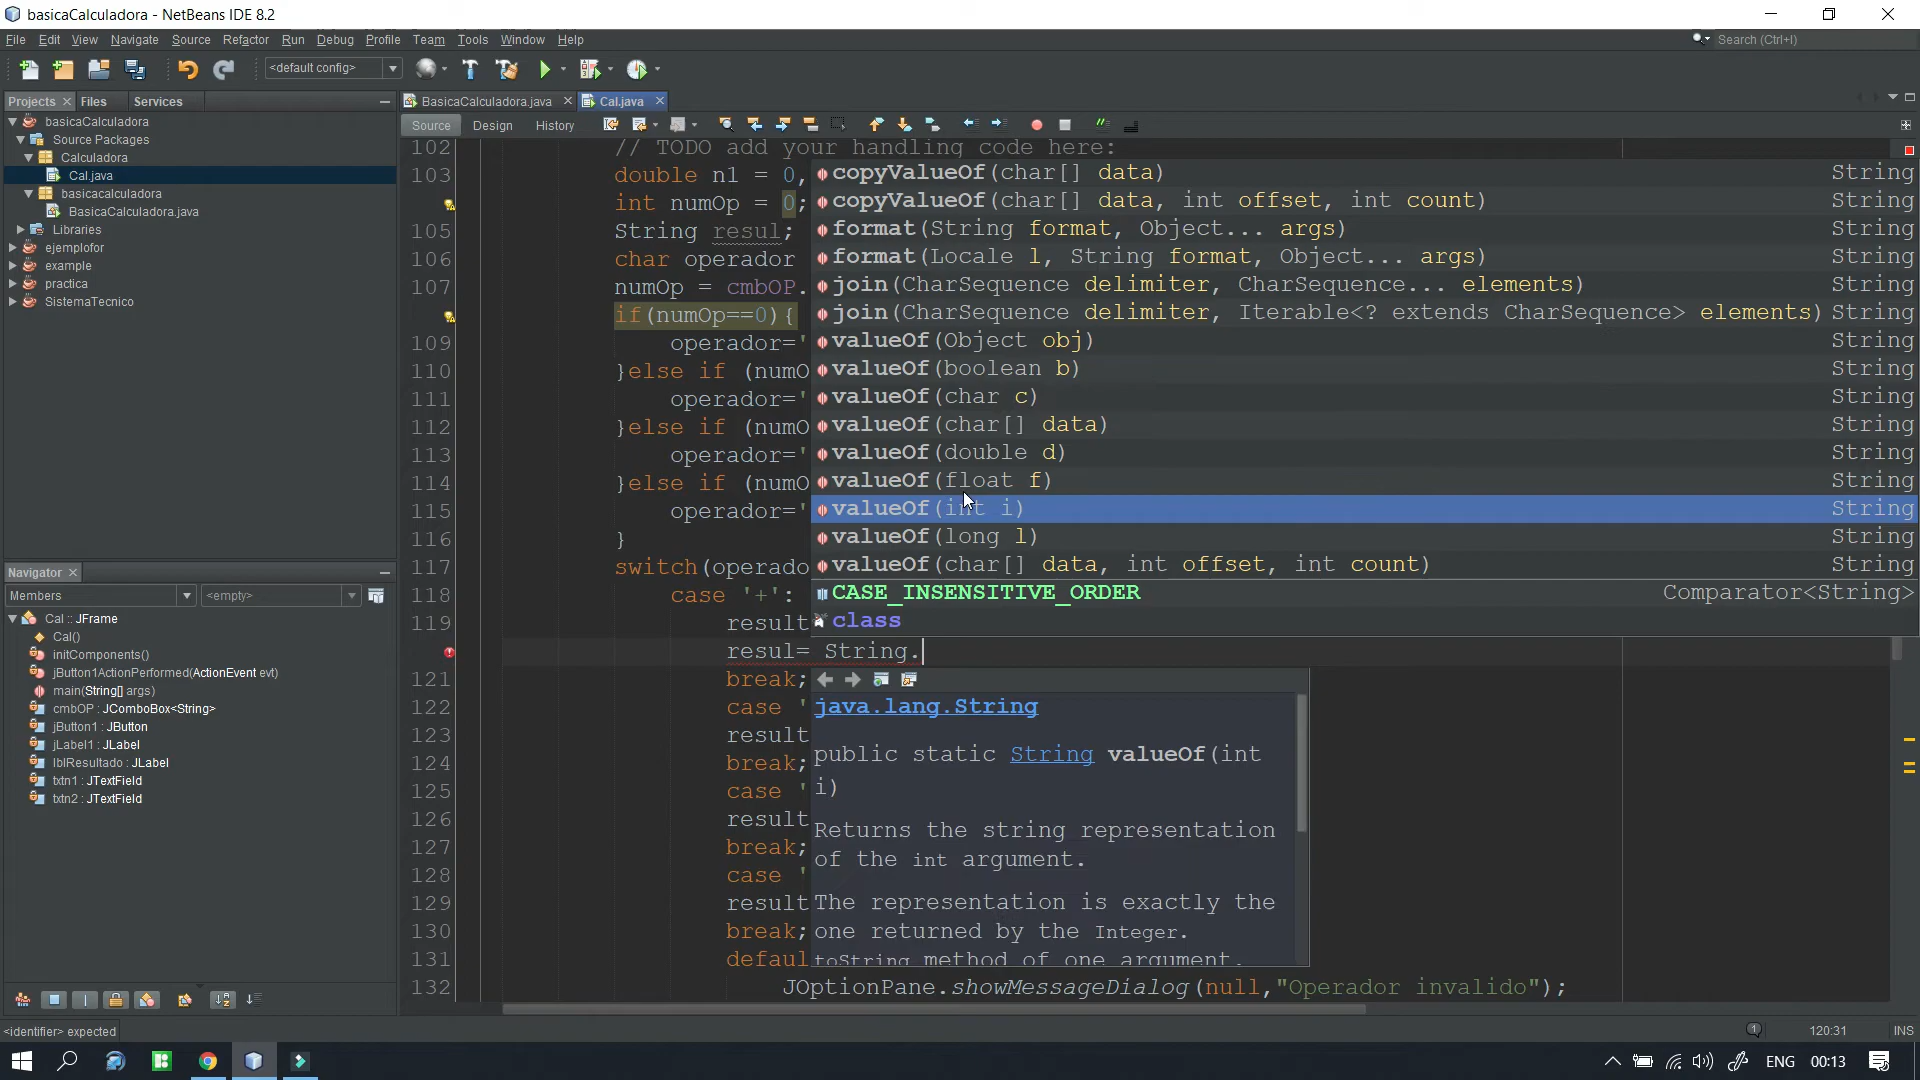 basicaCalculadora - NetBeans IDE 8.2
File Edit View Navigate Source Refactor Run Debug Profile Team Tools Window Help
Search (Ctrl+I)
<default config>
Projects Files Services
BasicaCalculadora.java Cal.java
Source Design History
basicaCalculadora
Source Packages
Calculadora
Cal.java
basicacalculadora
BasicaCalculadora.java
Libraries
ejemplofor
example
practica
SistemaTecnico
Navigator
Members <empty>
Cal :: JFrame
Cal()
initComponents()
jButton1ActionPerformed(ActionEvent evt)
main(String[] args)
cmbOP : JComboBox<String>
jButton1 : JButton
jLabel1 : JLabel
lblResultado : JLabel
txtn1 : JTextField
txtn2 : JTextField
102 // TODO add your handling code here:
103 double n1 = 0,
int numOp = 0;
105 String resul;
106 char operador
107 numOp = cmbOP.
if(numOp==0){
109 operador='
110 }else if (numO
111 operador='
112 }else if (numO
113 operador='
114 }else if (numO
115 operador='
116 }
117 switch(operado
118 case '+':
119 result
resul= String.
121 break;
122 case '
123 result
124 break;
125 case '
126 result
127 break;
128 case '
129 result
130 break;
131 defaul
132 JOptionPane.showMessageDialog(null,"Operador invalido");
copyValueOf(char[] data) String
copyValueOf(char[] data, int offset, int count) String
format(String format, Object... args) String
format(Locale l, String format, Object... args) String
join(CharSequence delimiter, CharSequence... elements) String
join(CharSequence delimiter, Iterable<? extends CharSequence> elements) String
valueOf(Object obj) String
valueOf(boolean b) String
valueOf(char c) String
valueOf(char[] data) String
valueOf(double d) String
valueOf(float f) String
valueOf(int i) String
valueOf(long l) String
valueOf(char[] data, int offset, int count) String
CASE_INSENSITIVE_ORDER Comparator<String>
class
java.lang.String
public static String valueOf(int
i)
Returns the string representation
of the int argument.
The representation is exactly the
one returned by the Integer.
toString method of one argument.
<identifier> expected
1
120:31 INS
ENG 00:13